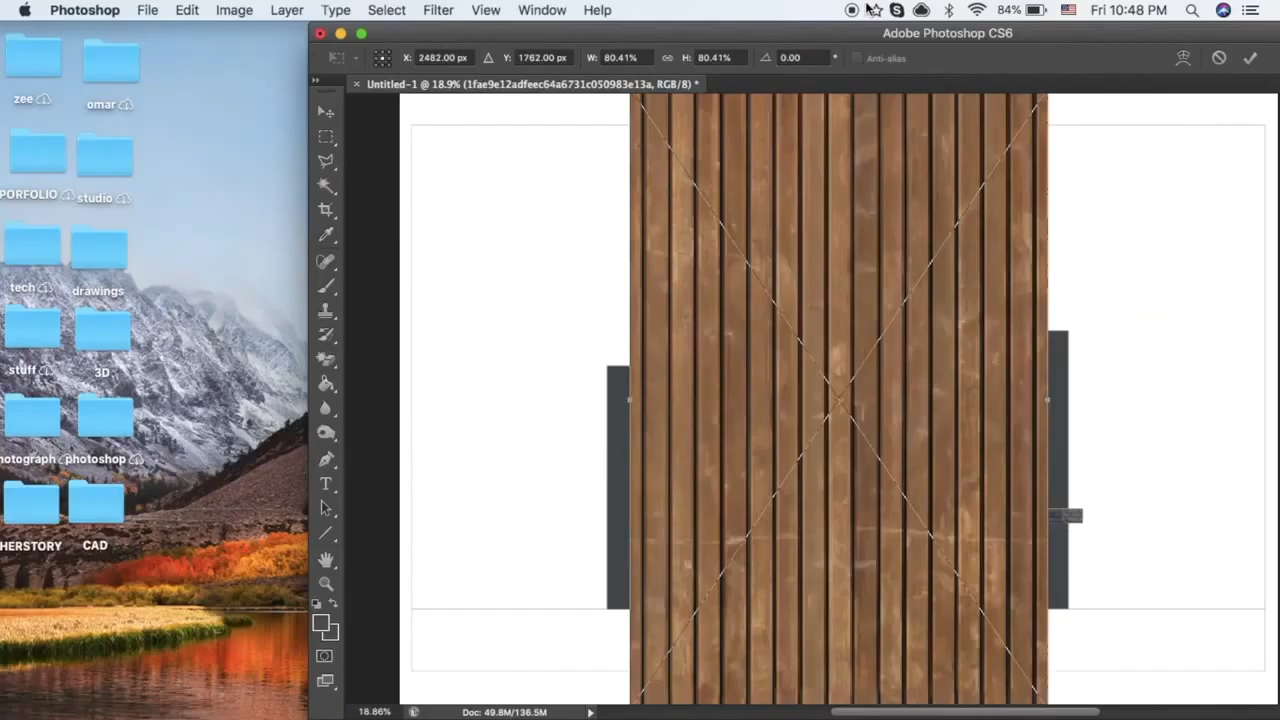 Photoshop File Edit Image Layer Type Select Filter View Window Help 84% Fri 10:48 PM
Adobe Photoshop CS6
X: 2482.00 px Y: 1762.00 px W: 80.41% H: 80.41% 0.00 ° Anti-alias
Untitled-1 @ 18.9% (1fae9e12adfeec64a6731c050983e13a, RGB/8) *
zee
omar
PORFOLIO
studio
tech
drawings
stuff
3D
hotograph
photoshop
HERSTORY
CAD
T
18.86% Doc: 49.8M/136.5M